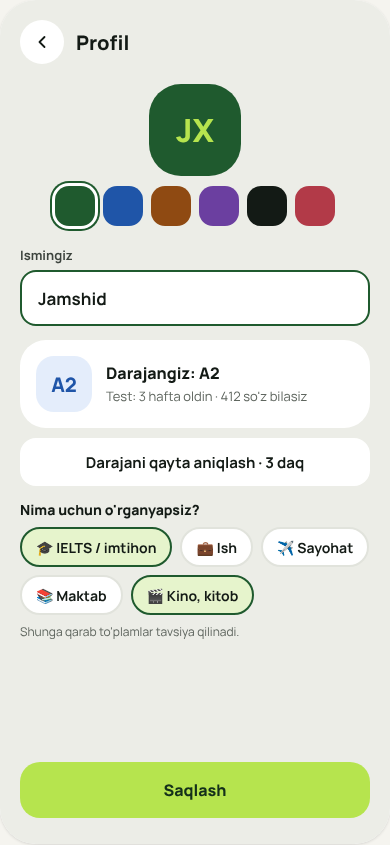 Profil
JX
Ismingiz
Jamshid
A2
Darajangiz: A2
Test: 3 hafta oldin · 412 so'z bilasiz
Darajani qayta aniqlash · 3 daq
Nima uchun o'rganyapsiz?
🎓 IELTS / imtihon
💼 Ish
✈️ Sayohat
📚 Maktab
🎬 Kino, kitob
Shunga qarab to'plamlar tavsiya qilinadi.
Saqlash